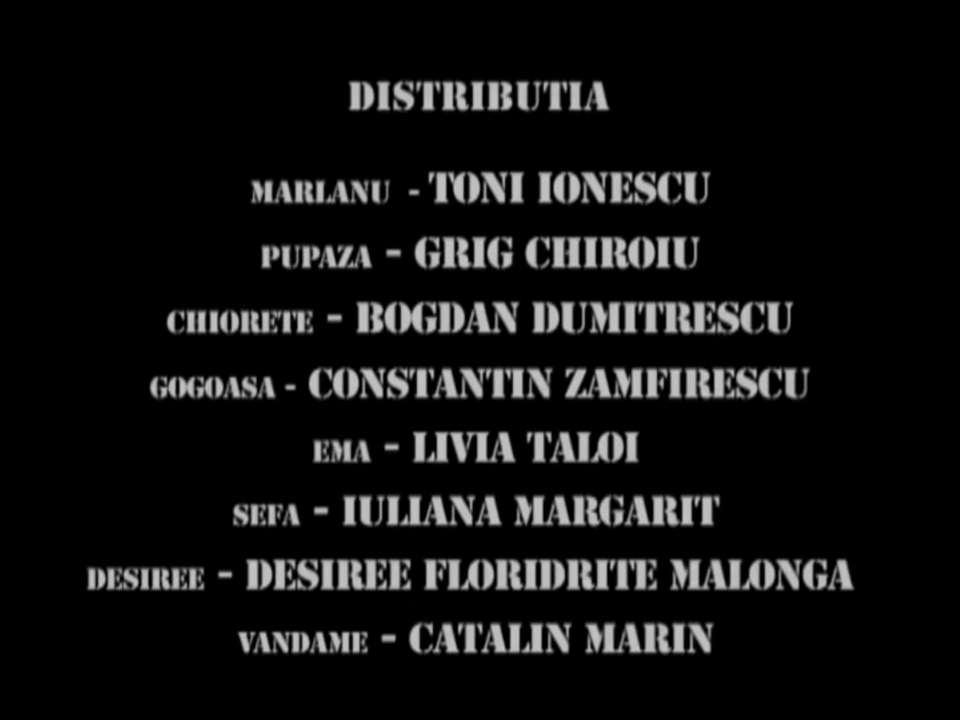 DISTRIBUTIA
MARLANU - TONI IONESCU
PUPAZA - GRIG CHIROIU
CHIORETE - BOGDAN DUMITRESCU
GOGOASA - CONSTANTIN ZAMFIRESCU
EMA - LIVIA TALOI
SEFA - IULIANA MARGARIT
DESIREE - DESIREE FLORIDRITE MALONGA
VANDAME - CATALIN MARIN